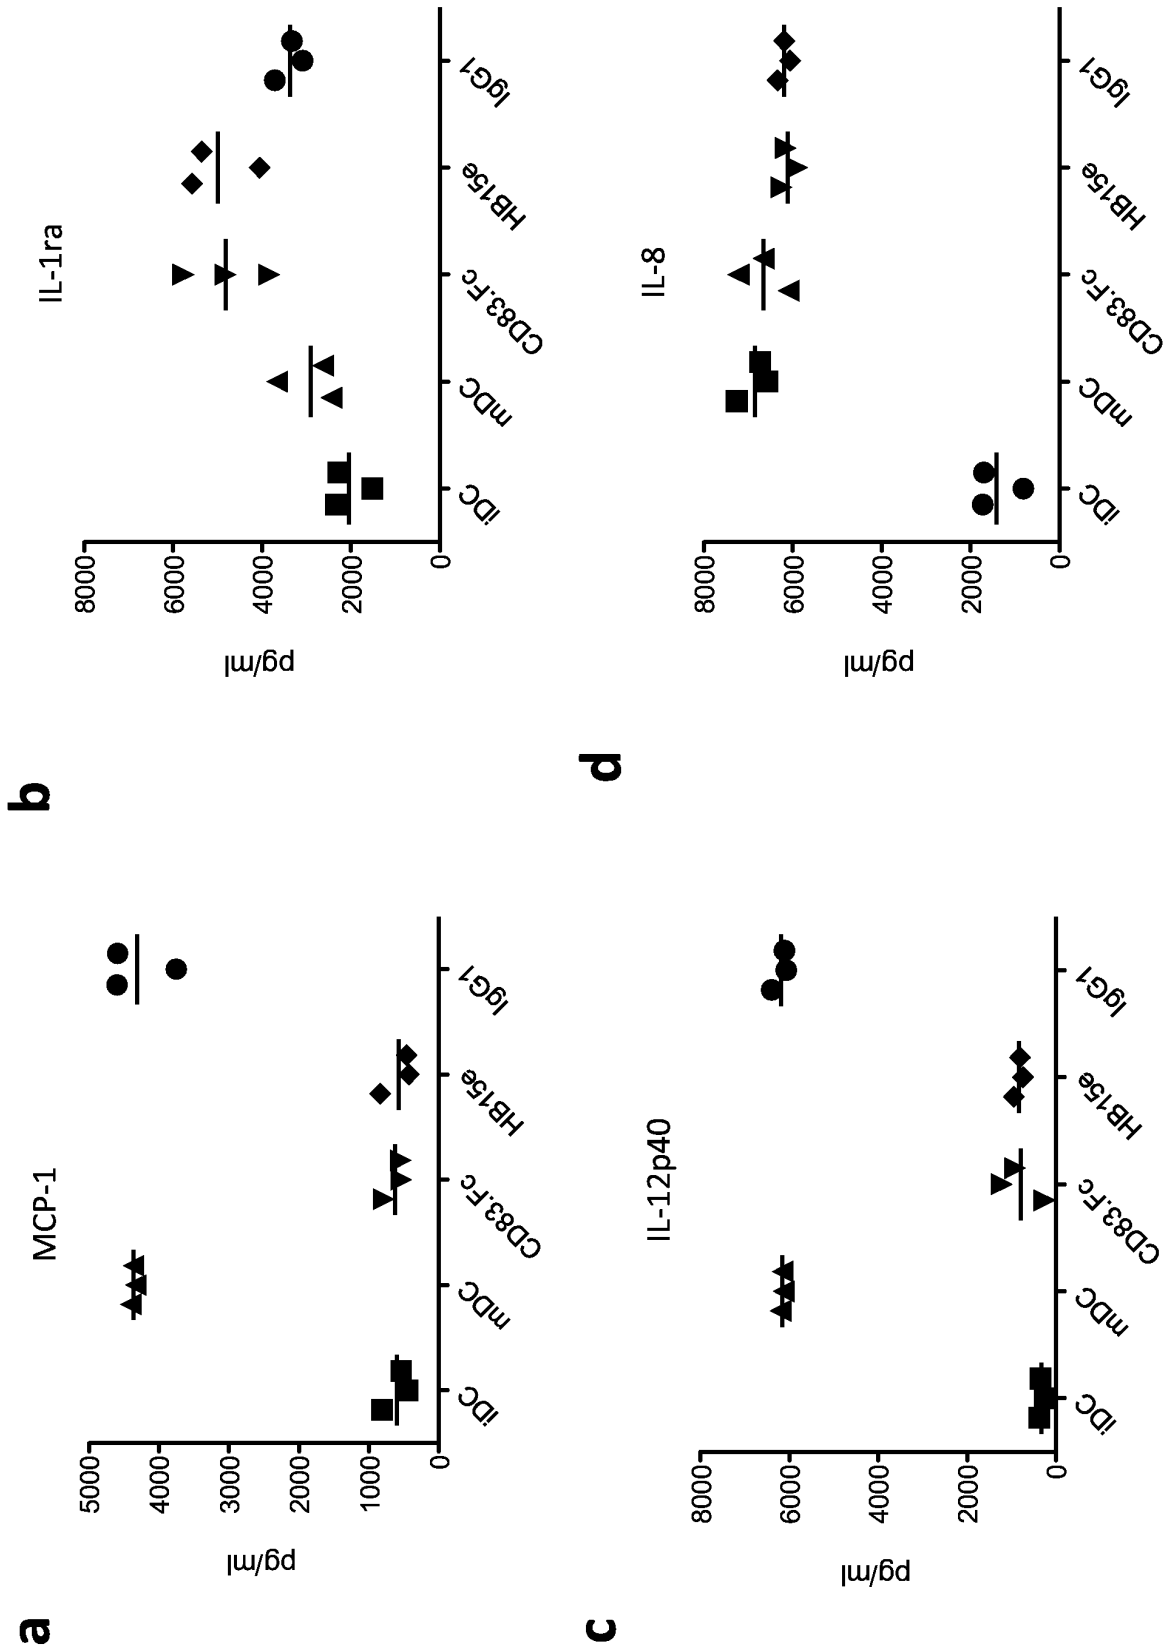 a
MCP-1
pg/ml
5000
4000
3000
2000
1000
0
iDC
mDC
CD83.Fc
HB15e
IgG1
b
IL-1ra
pg/ml
8000
6000
4000
2000
0
iDC
mDC
CD83.Fc
HB15e
IgG1
c
IL-12p40
pg/ml
8000
6000
4000
2000
0
iDC
mDC
CD83.Fc
HB15e
IgG1
d
IL-8
pg/ml
8000
6000
4000
2000
0
iDC
mDC
CD83.Fc
HB15e
IgG1